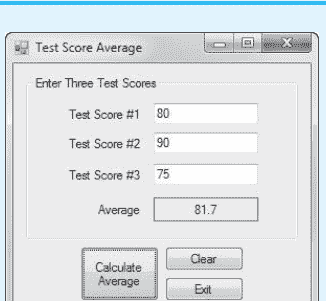 Test Score Average
Enter Three Test Scores
Test Score #1 80
Test Score #2 90
Test Score #3 75
Average 81.7
Calculate
Average
Clear
Exit